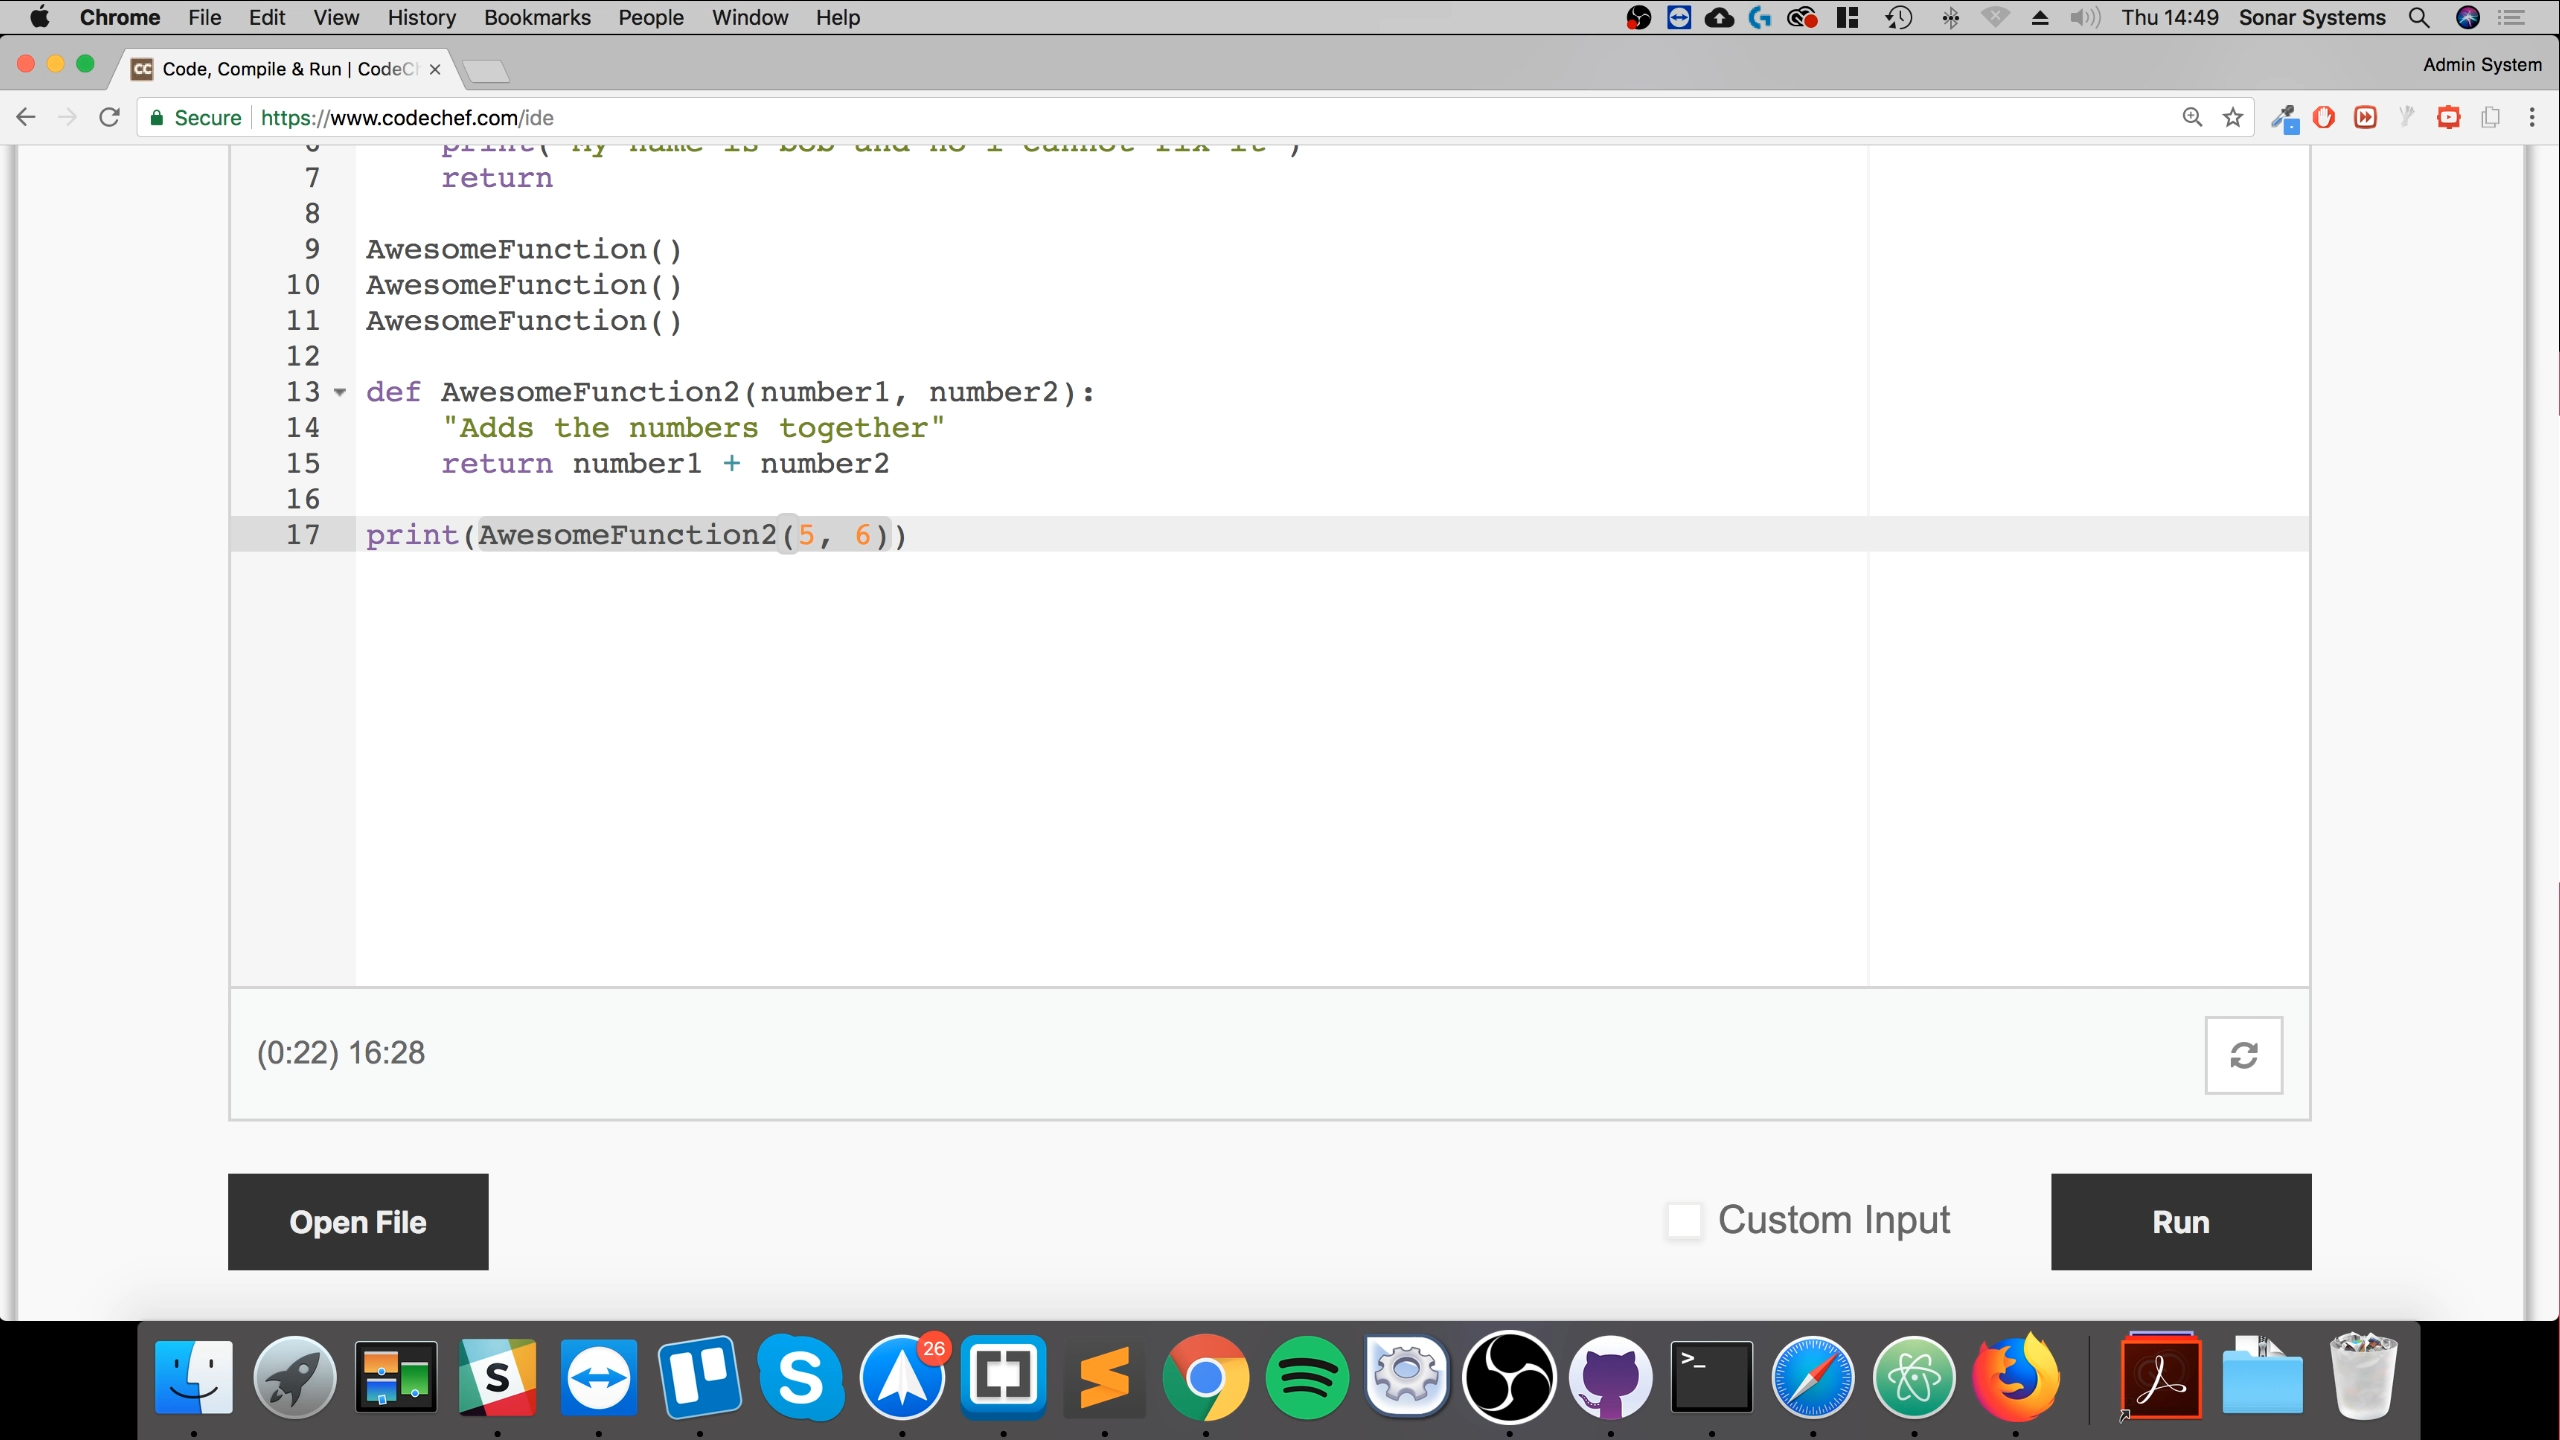 Chrome File Edit View History Bookmarks People Window Help
Thu 14:49 Sonar Systems
CC Code, Compile & Run | CodeCh
Admin System
Secure https://www.codechef.com/ide
7 return
8
9 AwesomeFunction()
10 AwesomeFunction()
11 AwesomeFunction()
12
13 def AwesomeFunction2(number1, number2):
14 "Adds the numbers together"
15 return number1 + number2
16
17 print(AwesomeFunction2(5, 6))
(0:22) 16:28
Open File
Custom Input
Run
26